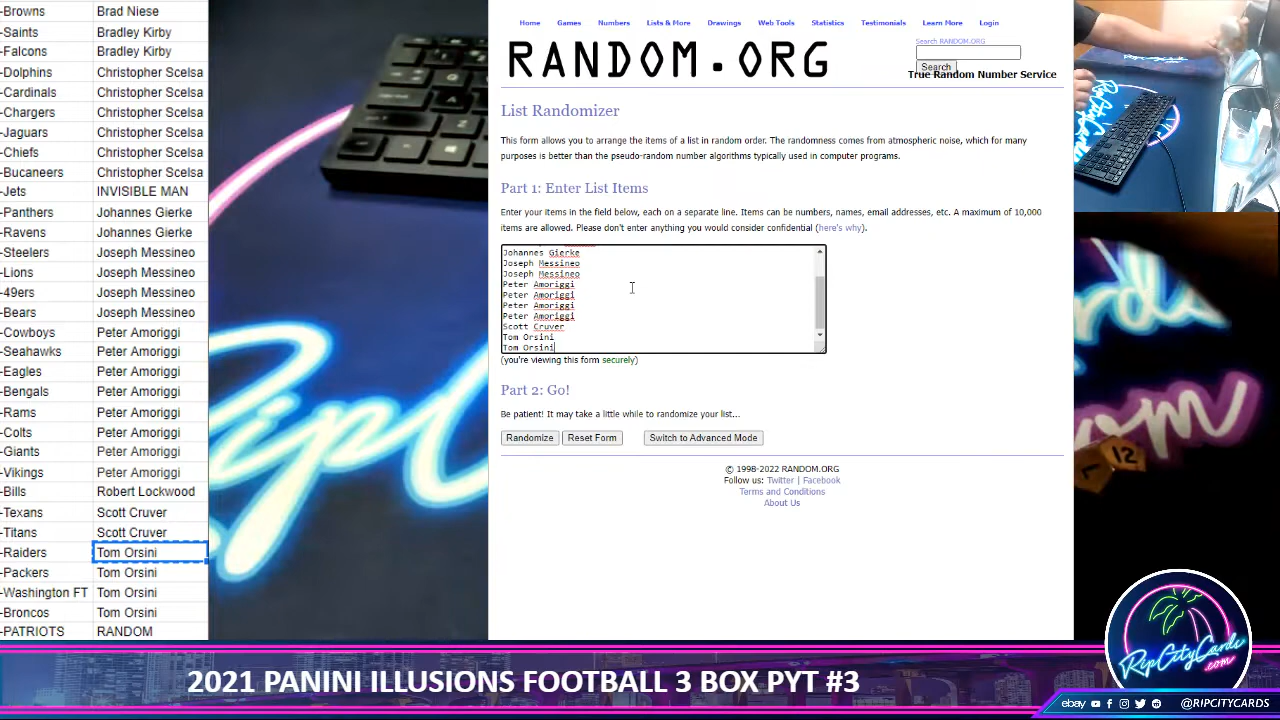 -Browns Brad Niese
-Saints Bradley Kirby
-Falcons Bradley Kirby
-Dolphins Christopher Scelsa
-Cardinals Christopher Scelsa
-Chargers Christopher Scelsa
-Jaguars Christopher Scelsa
-Chiefs Christopher Scelsa
-Bucaneers Christopher Scelsa
-Jets INVISIBLE MAN
-Panthers Johannes Gierke
-Ravens Johannes Gierke
-Steelers Joseph Messineo
-Lions Joseph Messineo
-49ers Joseph Messineo
-Bears Joseph Messineo
-Cowboys Peter Amoriggi
-Seahawks Peter Amoriggi
-Eagles Peter Amoriggi
-Bengals Peter Amoriggi
-Rams Peter Amoriggi
-Colts Peter Amoriggi
-Giants Peter Amoriggi
-Vikings Peter Amoriggi
-Bills Robert Lockwood
-Texans Scott Cruver
-Titans Scott Cruver
-Raiders Tom Orsini
-Packers Tom Orsini
-Washington FT Tom Orsini
-Broncos Tom Orsini
-PATRIOTS RANDOM
Home Games Numbers Lists & More Drawings Web Tools Statistics Testimonials Learn More Login
RANDOM.ORG
Search RANDOM.ORG
Search
True Random Number Service
List Randomizer
This form allows you to arrange the items of a list in random order. The randomness comes from atmospheric noise, which for many
purposes is better than the pseudo-random number algorithms typically used in computer programs.
Part 1: Enter List Items
Enter your items in the field below, each on a separate line. Items can be numbers, names, email addresses, etc. A maximum of 10,000
items are allowed. Please don't enter anything you would consider confidential (here's why).
Johannes Gierke
Joseph Messineo
Joseph Messineo
Peter Amoriggi
Peter Amoriggi
Peter Amoriggi
Peter Amoriggi
Scott Cruver
Tom Orsini
Tom Orsini
(you're viewing this form securely)
Part 2: Go!
Be patient! It may take a little while to randomize your list...
Randomize Reset Form Switch to Advanced Mode
© 1998-2022 RANDOM.ORG
Follow us: Twitter | Facebook
Terms and Conditions
About Us
12
RipCityCards
.com
2021 PANINI ILLUSIONS FOOTBALL 3 BOX PYT #3
ebay @RIPCITYCARDS